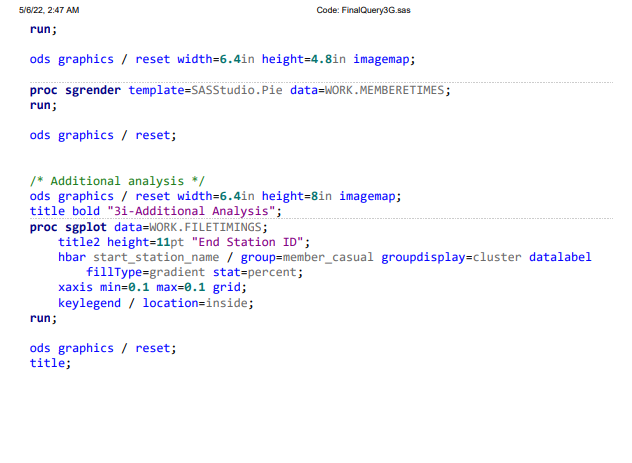 5/6/22, 2:47 AM Code: FinalQuery3G.sas
run;
ods graphics / reset width=6.4in height=4.8in imagemap;
proc sgrender template=SASStudio.Pie data=WORK.MEMBERETIMES;
run;
ods graphics / reset;
/* Additional analysis */
ods graphics / reset width=6.4in height=8in imagemap;
title bold "3i-Additional Analysis";
proc sgplot data=WORK.FILETIMINGS;
title2 height=11pt "End Station ID";
hbar start_station_name / group=member_casual groupdisplay=cluster datalabel
fillType=gradient stat=percent;
xaxis min=0.1 max=0.1 grid;
keylegend / location=inside;
run;
ods graphics / reset;
title;